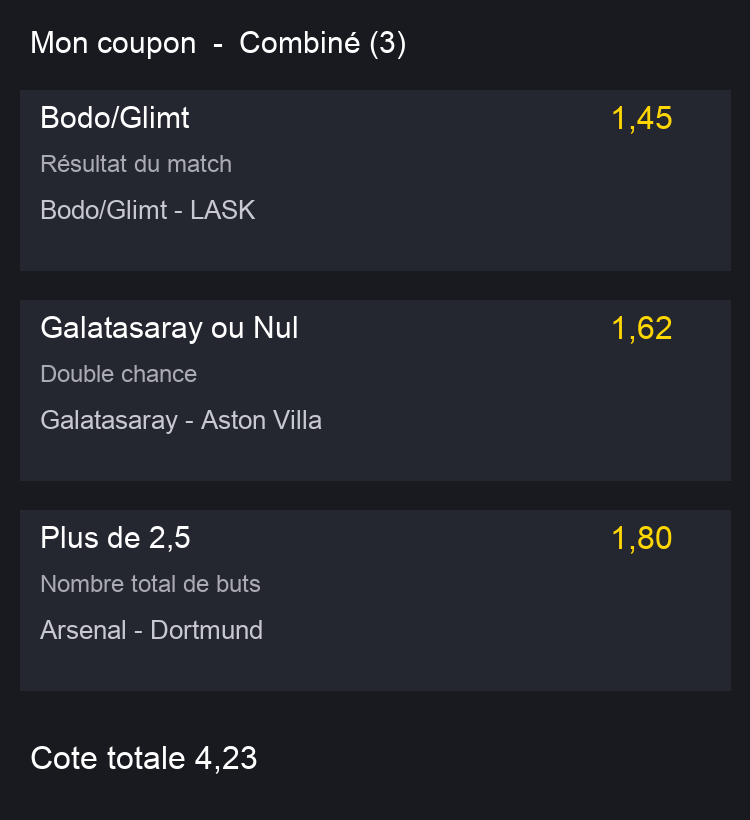 Mon coupon - Combiné (3)
Bodo/Glimt 1,45
Résultat du match
Bodo/Glimt - LASK
Galatasaray ou Nul 1,62
Double chance
Galatasaray - Aston Villa
Plus de 2,5 1,80
Nombre total de buts
Arsenal - Dortmund
Cote totale 4,23